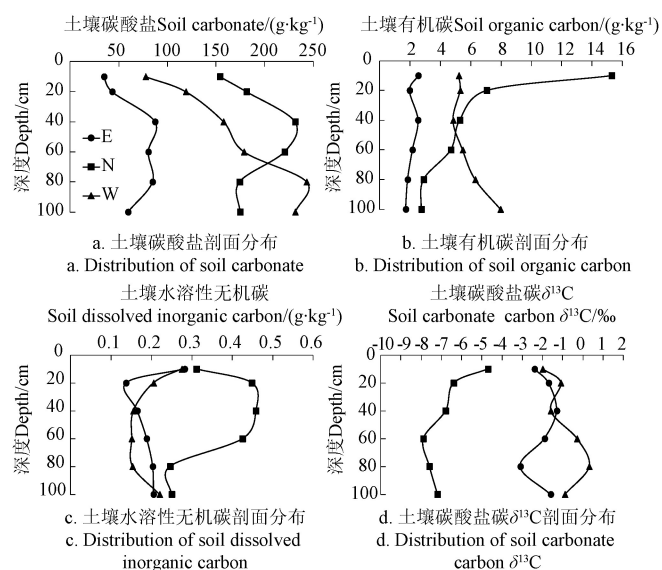 土壤碳酸盐Soil carbonate/(g·kg⁻¹)
50 100 150 200 250
0
20
40
60
80
100
深度Depth/cm
E
N
W
a. 土壤碳酸盐剖面分布
a. Distribution of soil carbonate
土壤有机碳Soil organic carbon/(g·kg⁻¹)
2 4 6 8 10 12 14 16
0
20
40
60
80
100
深度Depth/cm
b. 土壤有机碳剖面分布
b. Distribution of soil organic carbon
土壤水溶性无机碳
Soil dissolved inorganic carbon/(g·kg⁻¹)
0.1 0.2 0.3 0.4 0.5 0.6
0
20
40
60
80
100
深度Depth/cm
c. 土壤水溶性无机碳剖面分布
c. Distribution of soil dissolved
inorganic carbon
土壤碳酸盐碳δ¹³C
Soil carbonate carbon δ¹³C/‰
-10 -9 -8 -7 -6 -5 -4 -3 -2 -1 0 1 2
0
20
40
60
80
100
深度Depth/cm
d. 土壤碳酸盐碳δ¹³C剖面分布
d. Distribution of soil carbonate
carbon δ¹³C